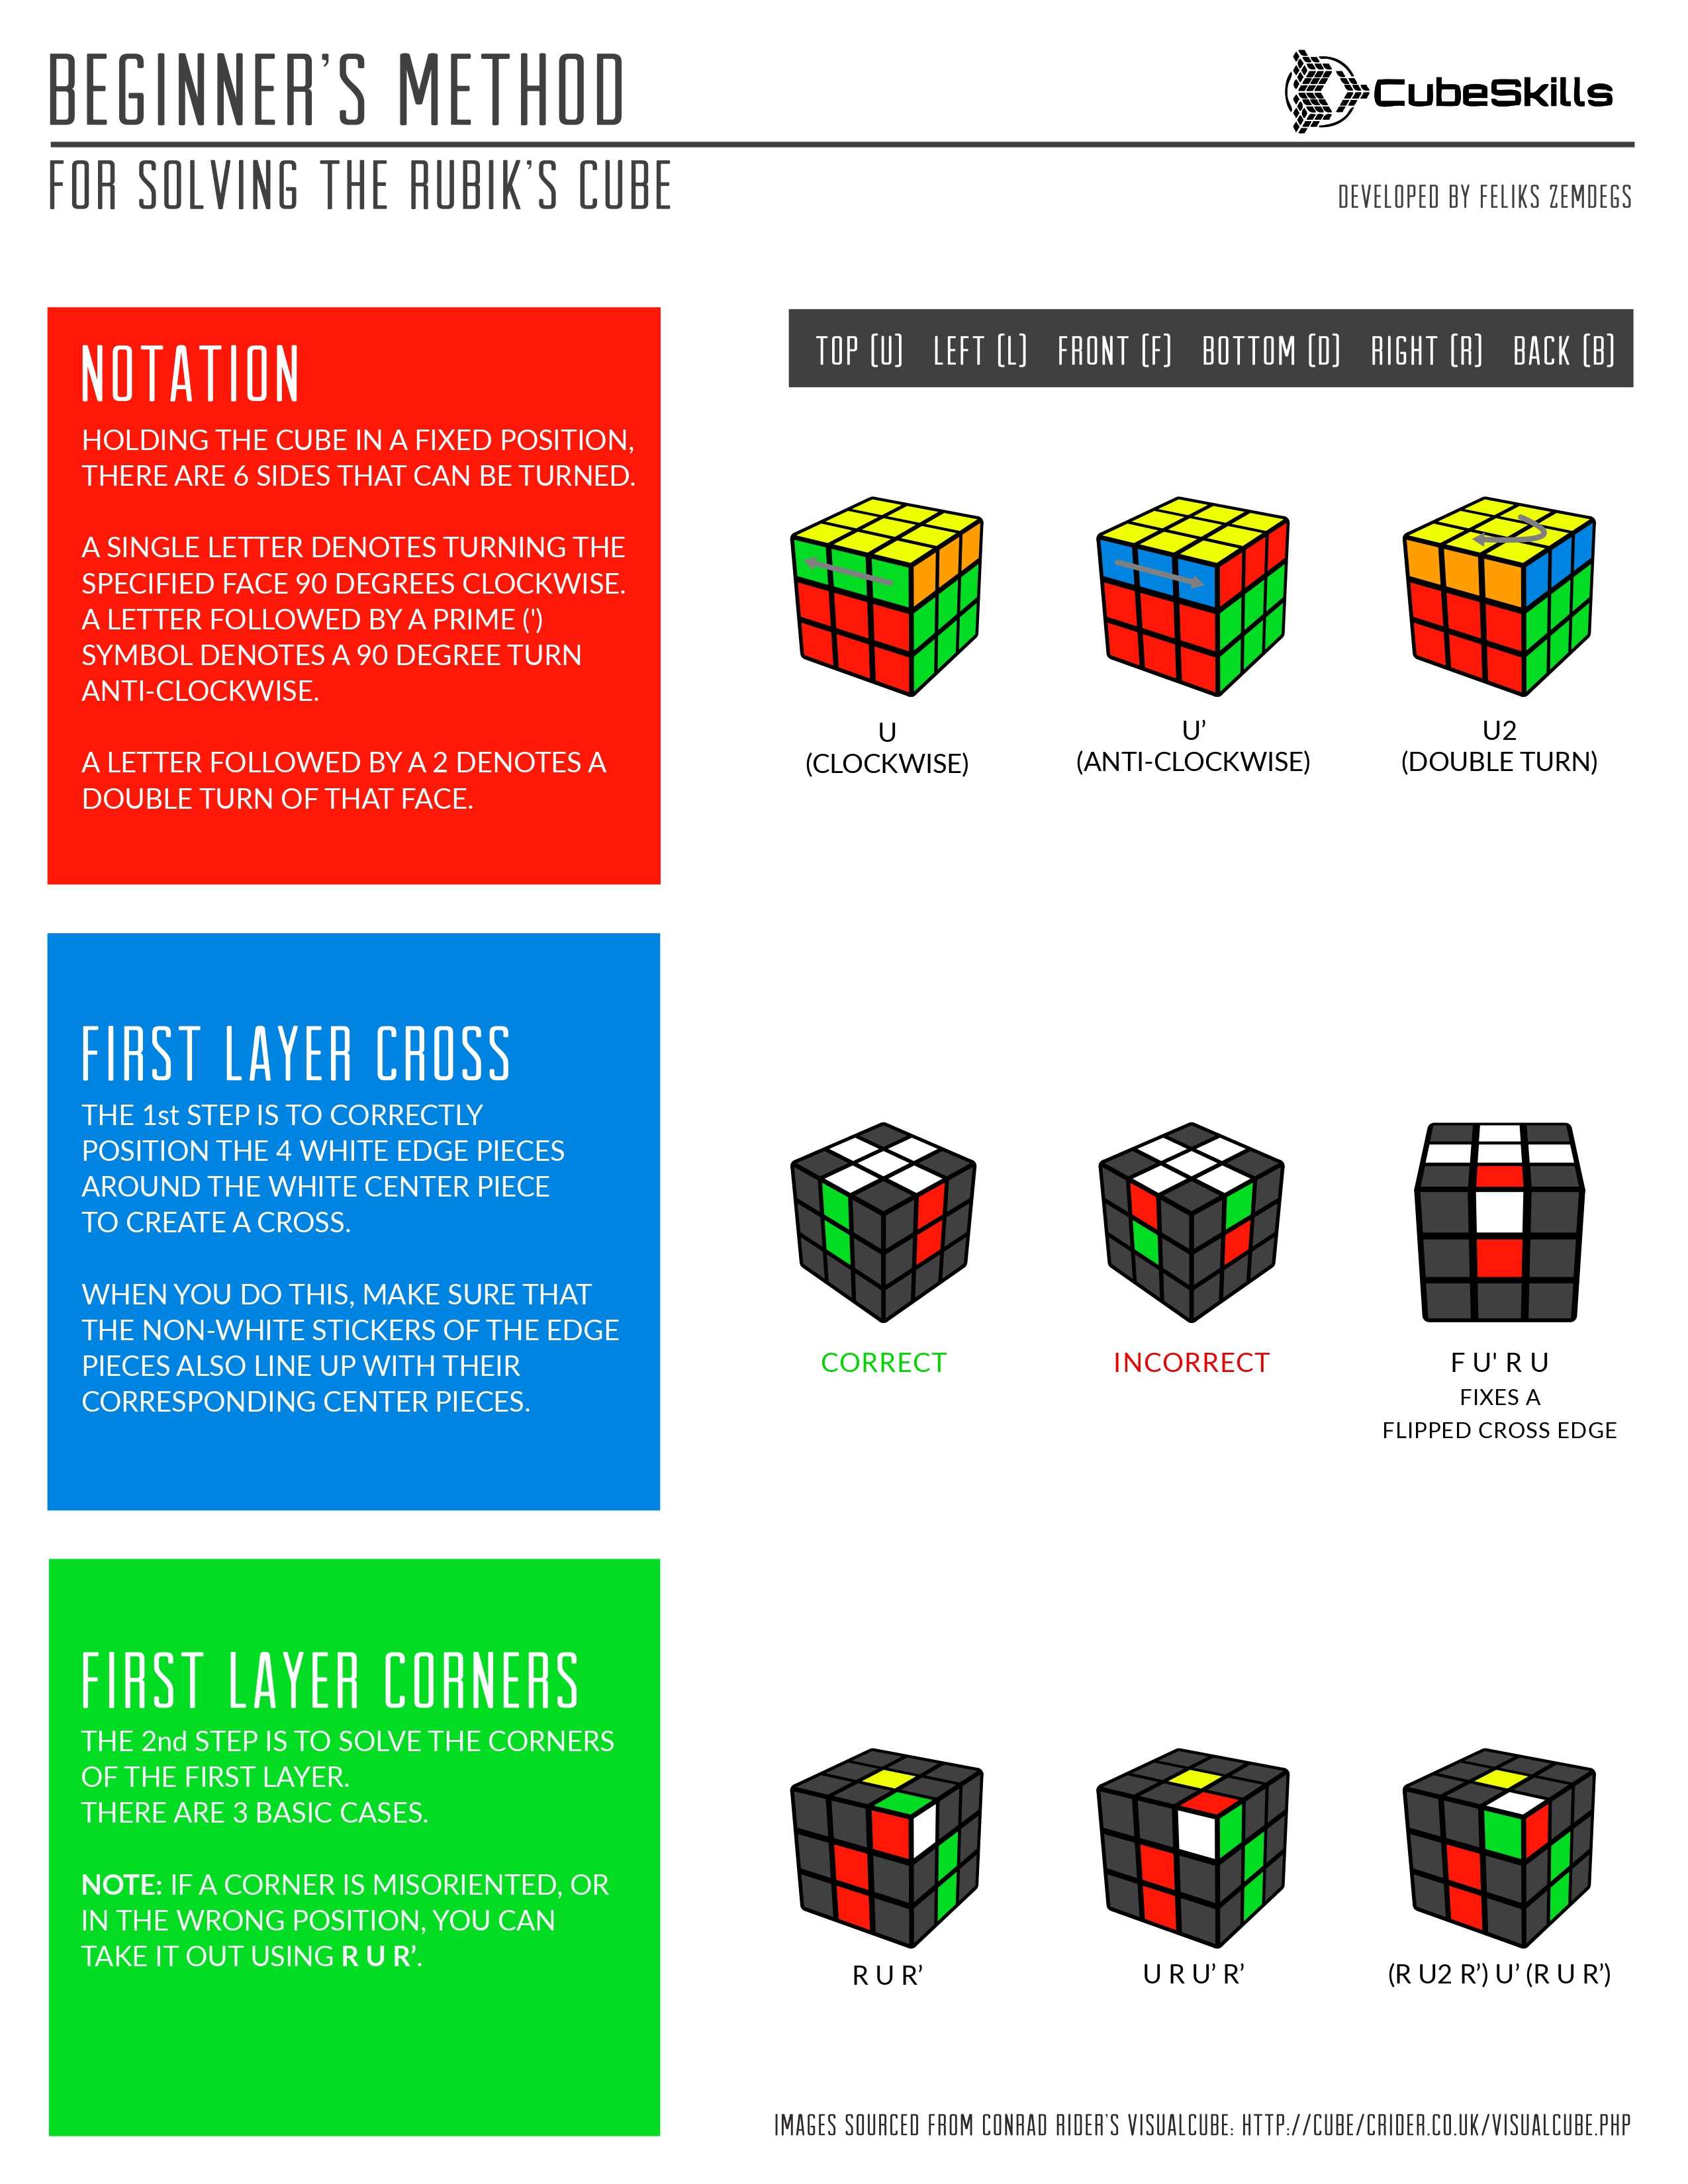 BEGINNER'S METHOD
CubeSkills
FOR SOLVING THE RUBIK'S CUBE
DEVELOPED BY FELIKS ZEMDEGS
NOTATION
HOLDING THE CUBE IN A FIXED POSITION,
THERE ARE 6 SIDES THAT CAN BE TURNED.
A SINGLE LETTER DENOTES TURNING THE
SPECIFIED FACE 90 DEGREES CLOCKWISE.
A LETTER FOLLOWED BY A PRIME (')
SYMBOL DENOTES A 90 DEGREE TURN
ANTI-CLOCKWISE.
A LETTER FOLLOWED BY A 2 DENOTES A
DOUBLE TURN OF THAT FACE.
TOP (U) LEFT (L) FRONT (F) BOTTOM (D) RIGHT (R) BACK (B)
U
(CLOCKWISE)
U’
(ANTI-CLOCKWISE)
U2
(DOUBLE TURN)
FIRST LAYER CROSS
THE 1st STEP IS TO CORRECTLY
POSITION THE 4 WHITE EDGE PIECES
AROUND THE WHITE CENTER PIECE
TO CREATE A CROSS.
WHEN YOU DO THIS, MAKE SURE THAT
THE NON-WHITE STICKERS OF THE EDGE
PIECES ALSO LINE UP WITH THEIR
CORRESPONDING CENTER PIECES.
CORRECT
INCORRECT
F U' R U
FIXES A
FLIPPED CROSS EDGE
FIRST LAYER CORNERS
THE 2nd STEP IS TO SOLVE THE CORNERS
OF THE FIRST LAYER.
THERE ARE 3 BASIC CASES.
NOTE: IF A CORNER IS MISORIENTED, OR
IN THE WRONG POSITION, YOU CAN
TAKE IT OUT USING R U R’.
R U R’
U R U’ R’
(R U2 R’) U’ (R U R’)
IMAGES SOURCED FROM CONRAD RIDER'S VISUALCUBE: HTTP://CUBE/CRIDER.CO.UK/VISUALCUBE.PHP